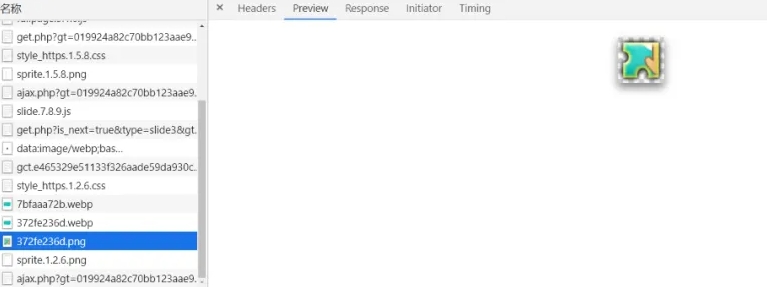 名称
× Headers Preview Response Initiator Timing
get.php?gt=019924a82c70bb123aae9...
style_https.1.5.8.css
sprite.1.5.8.png
ajax.php?gt=019924a82c70bb123aae9...
slide.7.8.9.js
get.php?is_next=true&type=slide3&gt...
data:image/webp;bas...
gct.e465329e51133f326aade59da930c...
style_https.1.2.6.css
7bfaaa72b.webp
372fe236d.webp
372fe236d.png
sprite.1.2.6.png
ajax.php?gt=019924a82c70bb123aae9...